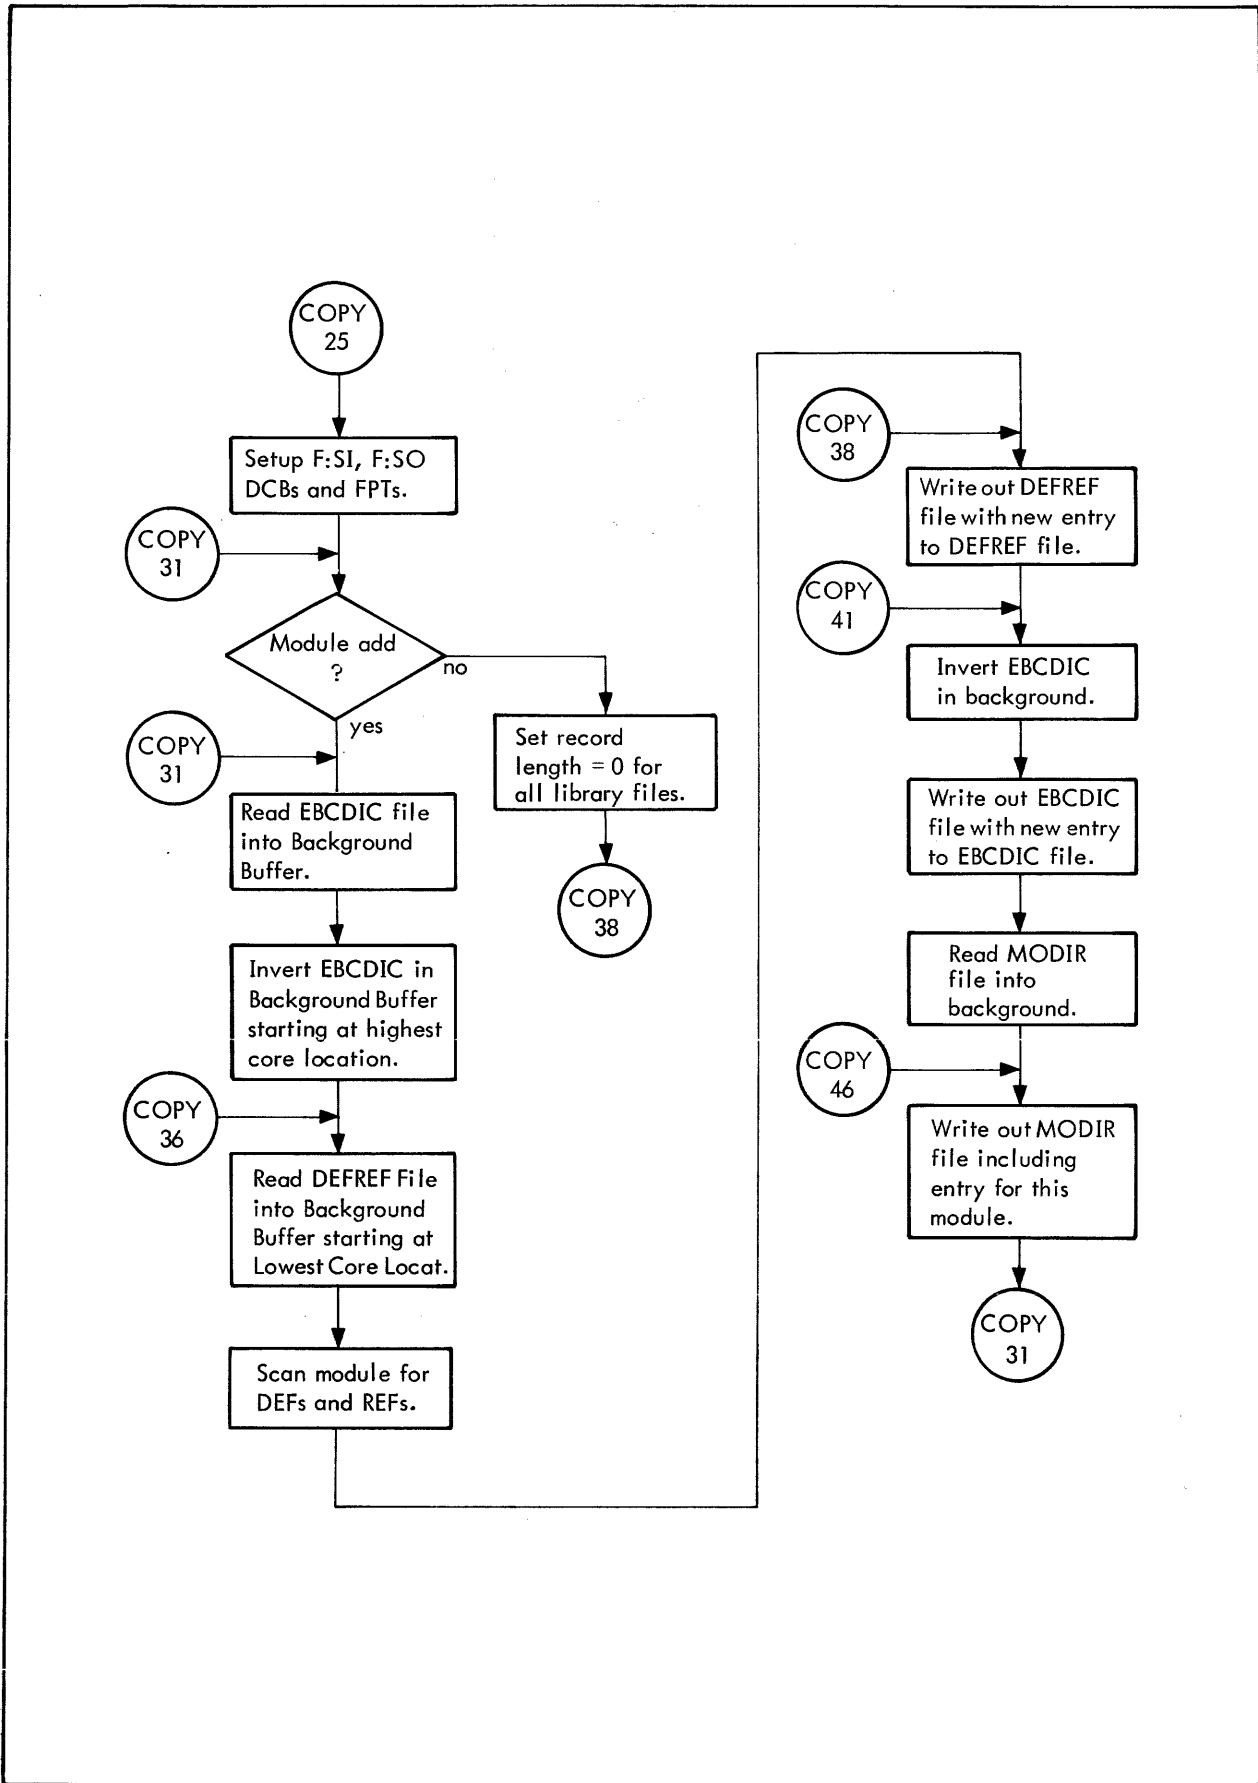 COPY
25
Setup F:SI, F:SO
DCBs and FPTs.
COPY
31
Module add
?
no
yes
COPY
31
Set record
length = 0 for
all library files.
COPY
38
Read EBCDIC file
into Background
Buffer.
Invert EBCDIC in
Background Buffer
starting at highest
core location.
COPY
36
Read DEFREF File
into Background
Buffer starting at
Lowest Core Locat.
Scan module for
DEFs and REFs.
COPY
38
Write out DEFREF
file with new entry
to DEFREF file.
COPY
41
Invert EBCDIC
in background.
Write out EBCDIC
file with new entry
to EBCDIC file.
Read MODIR
file into
background.
COPY
46
Write out MODIR
file including
entry for this
module.
COPY
31